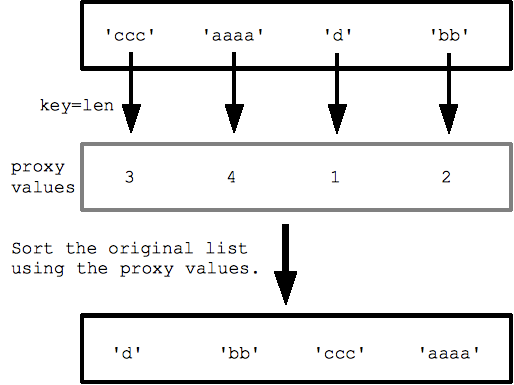 'ccc' 'aaaa' 'd' 'bb'
key=len
proxy
values
3 4 1 2
Sort the original list
using the proxy values.
'd' 'bb' 'ccc' 'aaaa'